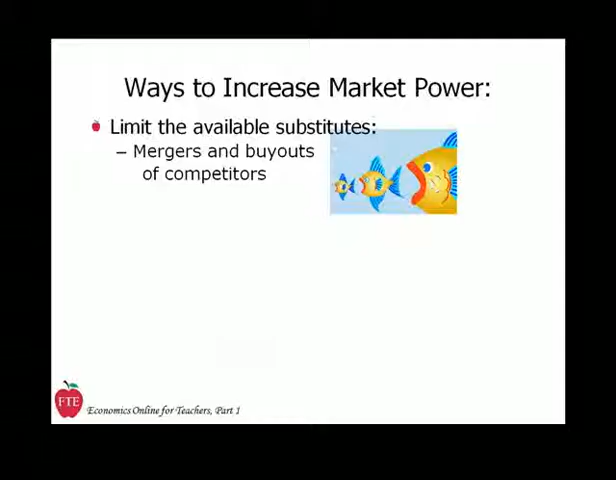 Ways to Increase Market Power:
Limit the available substitutes:
– Mergers and buyouts
of competitors
FTE
Economics Online for Teachers, Part 1